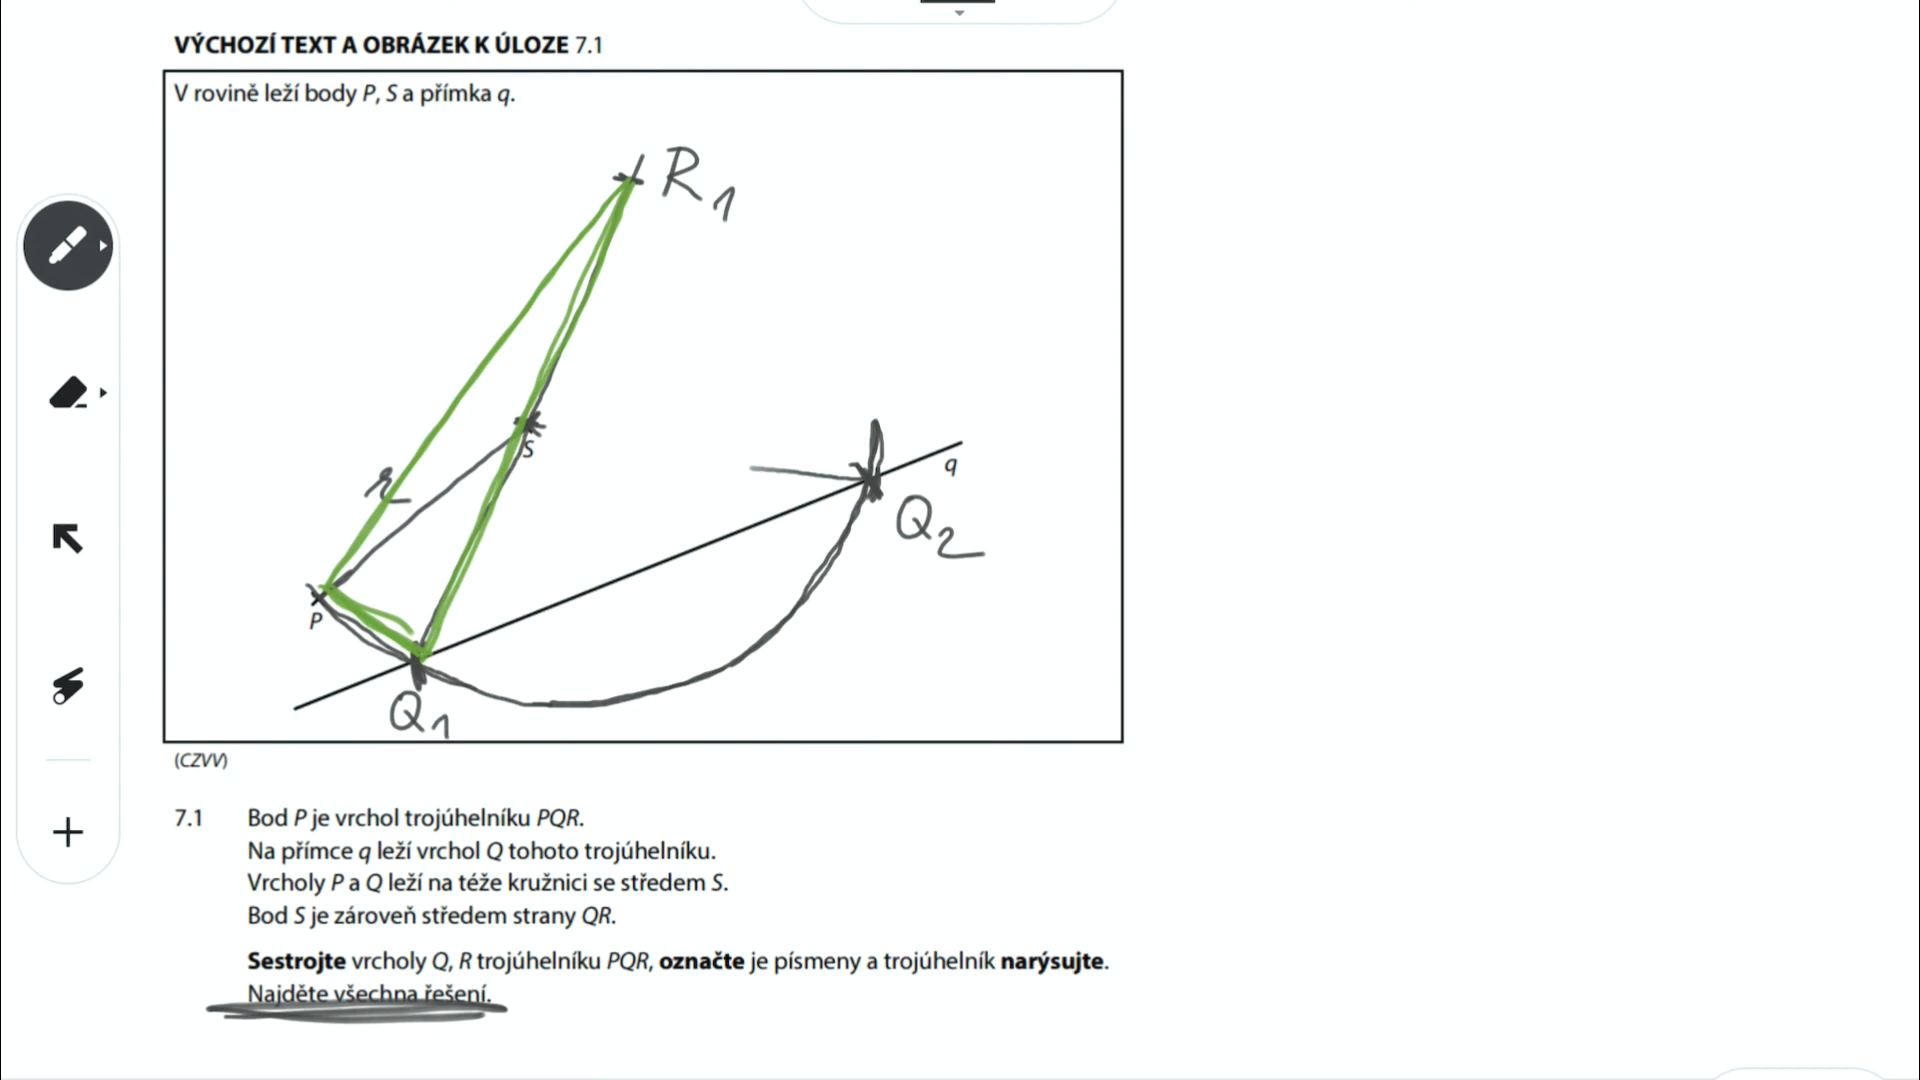 VÝCHOZÍ TEXT A OBRÁZEK K ÚLOZE 7.1
V rovině leží body P, S a přímka q.
R1
r
S
q
Q2
P
Q1
(CZVV)
7.1 Bod P je vrchol trojúhelníku PQR.
Na přímce q leží vrchol Q tohoto trojúhelníku.
Vrcholy P a Q leží na téže kružnici se středem S.
Bod S je zároveň středem strany QR.
Sestrojte vrcholy Q, R trojúhelníku PQR, označte je písmeny a trojúhelník narýsujte.
Najděte všechna řešení.